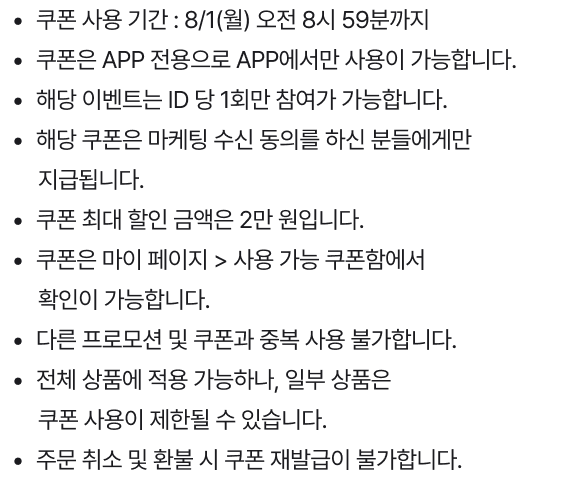 • 쿠폰 사용 기간 : 8/1(월) 오전 8시 59분까지
• 쿠폰은 APP 전용으로 APP에서만 사용이 가능합니다.
• 해당 이벤트는 ID 당 1회만 참여가 가능합니다.
• 해당 쿠폰은 마케팅 수신 동의를 하신 분들에게만
지급됩니다.
• 쿠폰 최대 할인 금액은 2만 원입니다.
• 쿠폰은 마이 페이지 > 사용 가능 쿠폰함에서
확인이 가능합니다.
• 다른 프로모션 및 쿠폰과 중복 사용 불가합니다.
• 전체 상품에 적용 가능하나, 일부 상품은
쿠폰 사용이 제한될 수 있습니다.
• 주문 취소 및 환불 시 쿠폰 재발급이 불가합니다.